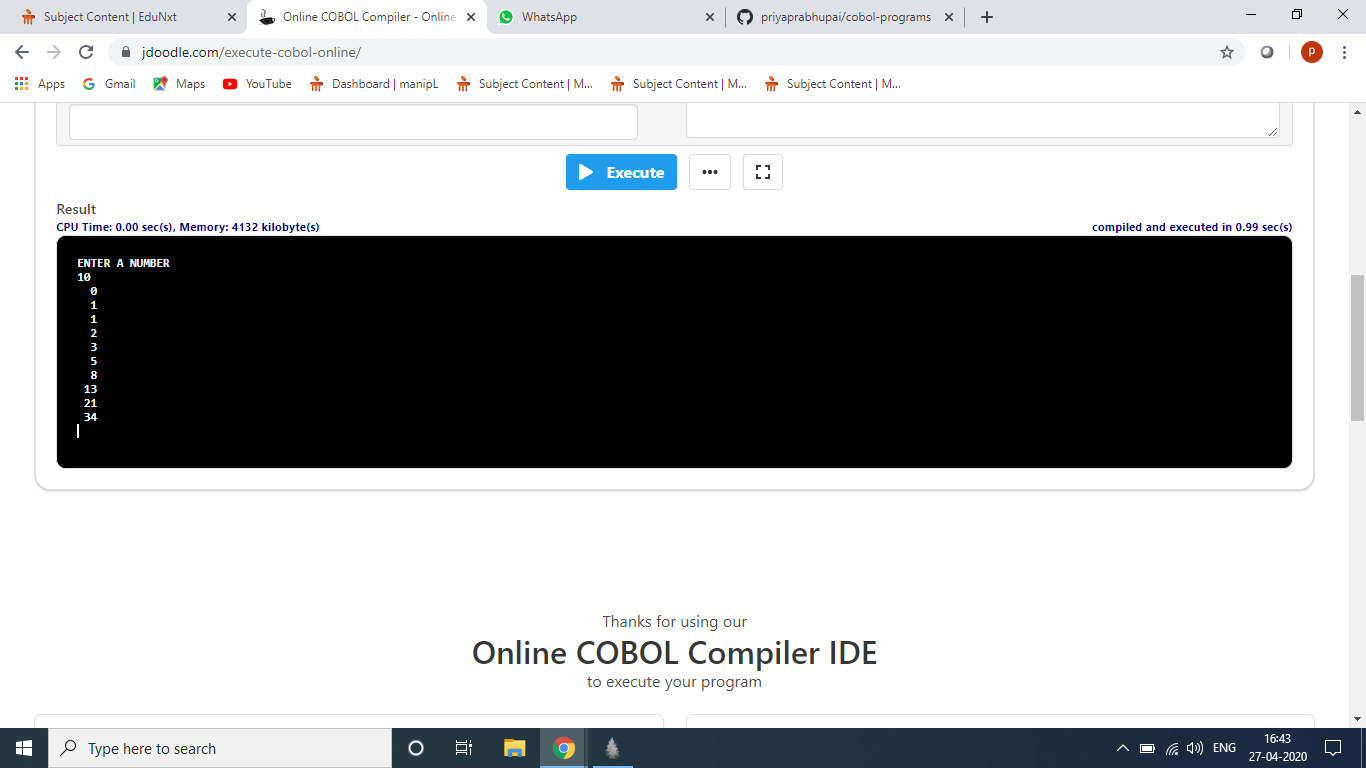 Subject Content | EduNxt
Online COBOL Compiler - Online
WhatsApp
priyaprabhupai/cobol-programs
jdoodle.com/execute-cobol-online/
P
Apps
Gmail
Maps
YouTube
Dashboard | manipL
Subject Content | M...
Subject Content | M...
Subject Content | M...
Execute
Result
CPU Time: 0.00 sec(s), Memory: 4132 kilobyte(s)
compiled and executed in 0.99 sec(s)
ENTER A NUMBER
10
0
1
1
2
3
5
8
13
21
34
Thanks for using our
Online COBOL Compiler IDE
to execute your program
Type here to search
ENG
16:43
27-04-2020